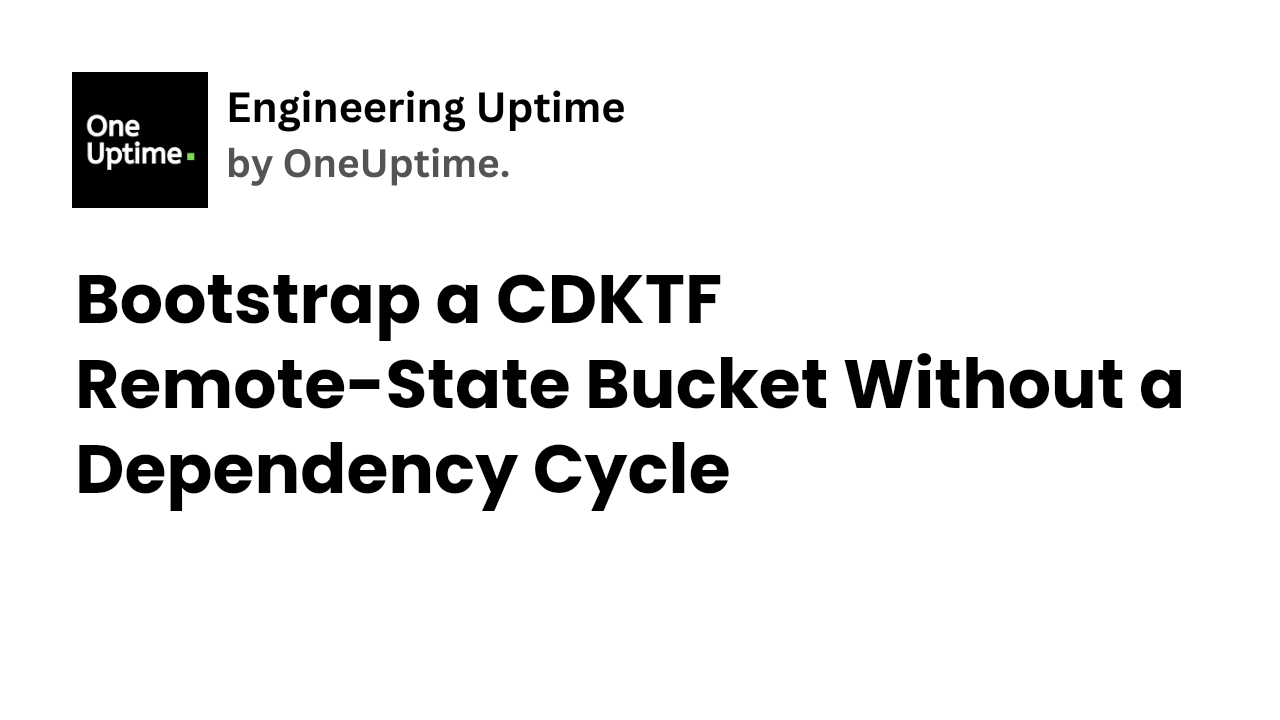 One
Uptime.
Engineering Uptime
by OneUptime.
Bootstrap a CDKTF
Remote-State Bucket Without a
Dependency Cycle